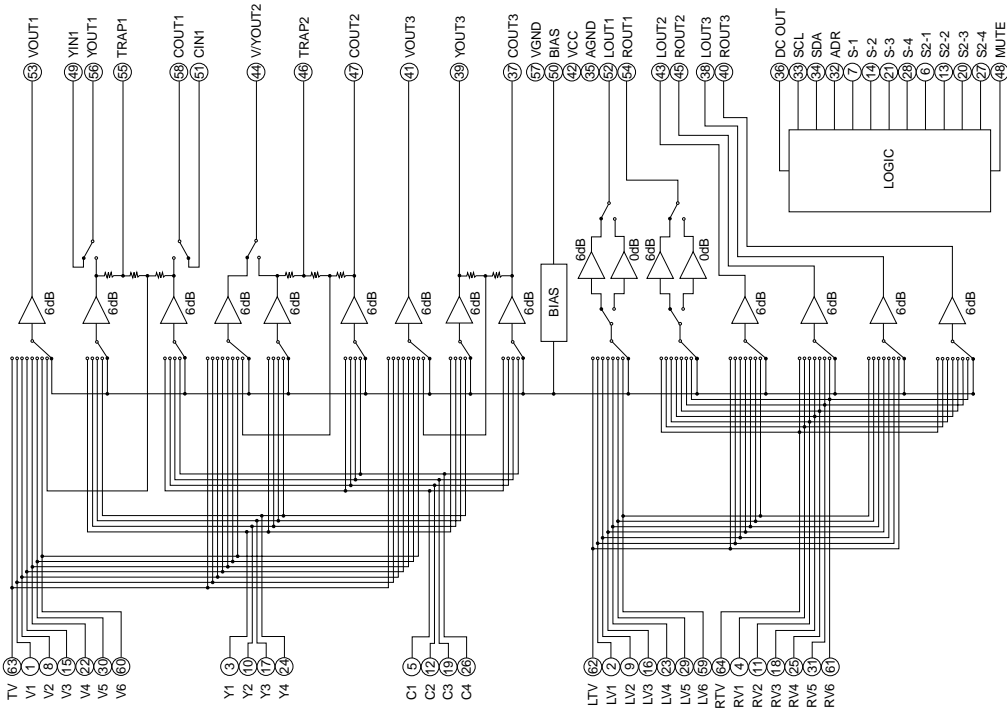 TV 63
V1 1
V2 8
V3 15
V4 22
V5 30
V6 60
Y1 3
Y2 10
Y3 17
Y4 24
C1 5
C2 12
C3 19
C4 26
LTV 62
LV1 2
LV2 9
LV3 16
LV4 23
LV5 29
LV6 59
RTV 64
RV1 4
RV2 11
RV3 18
RV4 25
RV5 31
RV6 61
6dB
6dB
6dB
6dB
6dB
6dB
6dB
6dB
6dB
BIAS
6dB
0dB
6dB
0dB
6dB
6dB
6dB
6dB
LOGIC
53 VOUT1
49 YIN1
56 YOUT1
55 TRAP1
58 COUT1
51 CIN1
44 V/YOUT2
46 TRAP2
47 COUT2
41 VOUT3
39 YOUT3
37 COUT3
57 VGND
50 BIAS
42 VCC
35 AGND
52 LOUT1
54 ROUT1
43 LOUT2
45 ROUT2
38 LOUT3
40 ROUT3
36 DC OUT
33 SCL
34 SDA
32 ADR
7 S-1
14 S-2
21 S-3
28 S-4
6 S2-1
13 S2-2
20 S2-3
27 S2-4
48 MUTE